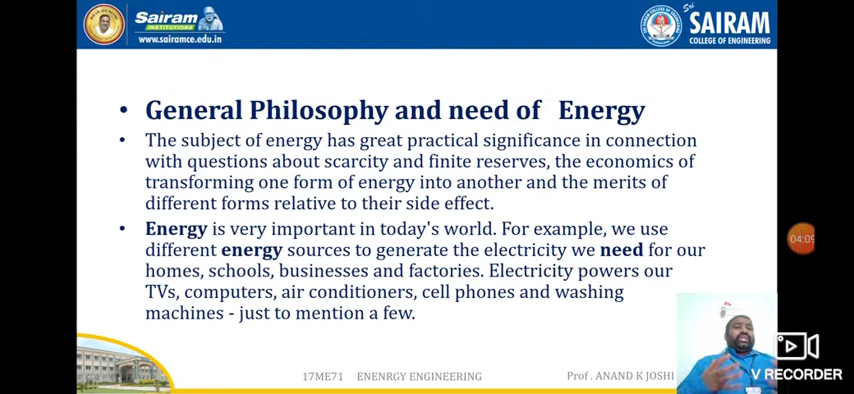 Sairam
INSTITUTIONS
www.sairamce.edu.in
Sri
SAIRAM
COLLEGE OF ENGINEERING
• General Philosophy and need of Energy
• The subject of energy has great practical significance in connection
with questions about scarcity and finite reserves, the economics of
transforming one form of energy into another and the merits of
different forms relative to their side effect.
• Energy is very important in today's world. For example, we use
different energy sources to generate the electricity we need for our
homes, schools, businesses and factories. Electricity powers our
TVs, computers, air conditioners, cell phones and washing
machines - just to mention a few.
04:09
17ME71 ENENRGY ENGINEERING
Prof . ANAND K JOSHI
V RECORDER